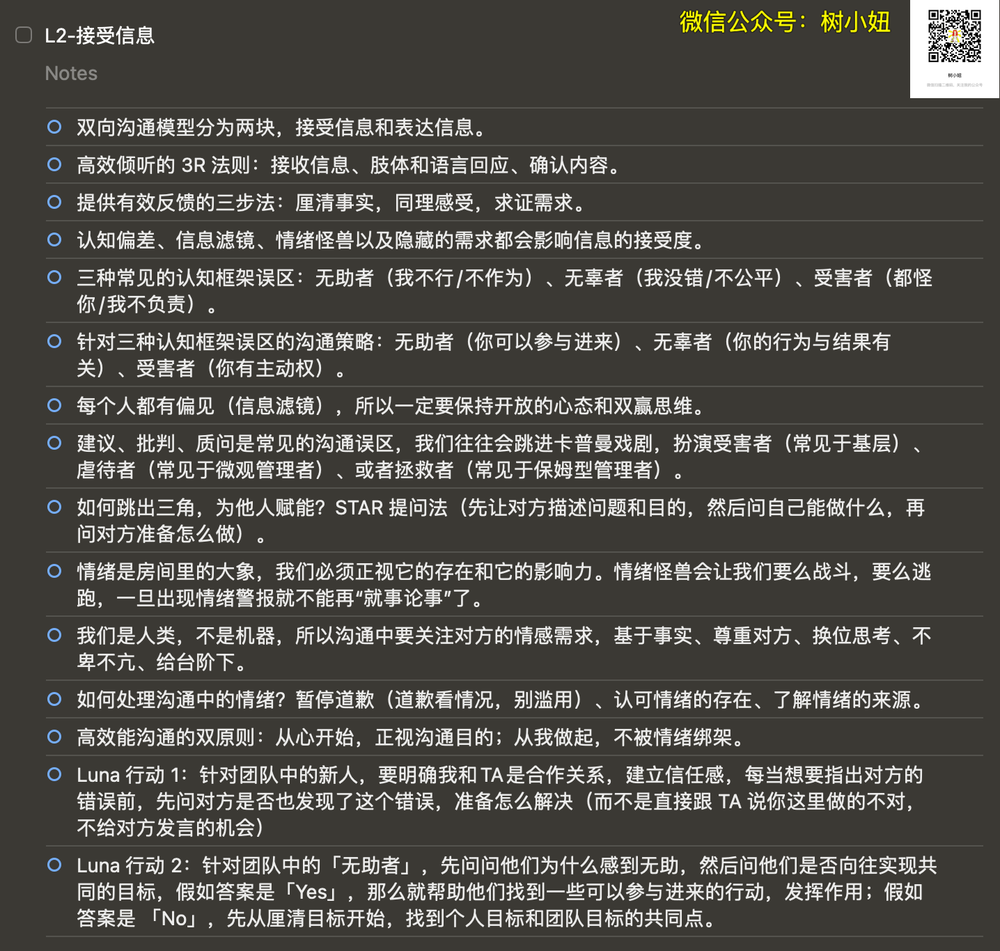 微信公众号：树小妞
L2-接受信息
树小妞
Notes
双向沟通模型分为两块，接受信息和表达信息。
高效倾听的 3R 法则：接收信息、肢体和语言回应、确认内容。
提供有效反馈的三步法：厘清事实，同理感受，求证需求。
认知偏差、信息滤镜、情绪怪兽以及隐藏的需求都会影响信息的接受度。
三种常见的认知框架误区：无助者（我不行/不作为）、无辜者（我没错/不公平）、受害者（都怪
你/我不负责）。
针对三种认知框架误区的沟通策略：无助者（你可以参与进来）、无辜者（你的行为与结果有
关）、受害者（你有主动权）。
每个人都有偏见（信息滤镜），所以一定要保持开放的心态和双赢思维。
建议、批判、质问是常见的沟通误区，我们往往会跳进卡普曼戏剧，扮演受害者（常见于基层）、
虐待者（常见于微观管理者）、或者拯救者（常见于保姆型管理者）。
如何跳出三角，为他人赋能？STAR 提问法（先让对方描述问题和目的，然后问自己能做什么，再
问对方准备怎么做）。
情绪是房间里的大象，我们必须正视它的存在和它的影响力。情绪怪兽会让我们要么战斗，要么逃
跑，一旦出现情绪警报就不能再“就事论事”了。
我们是人类，不是机器，所以沟通中要关注对方的情感需求，基于事实、尊重对方、换位思考、不
卑不亢、给台阶下。
如何处理沟通中的情绪？暂停道歉（道歉看情况，别滥用）、认可情绪的存在、了解情绪的来源。
高效能沟通的双原则：从心开始，正视沟通目的；从我做起，不被情绪绑架。
Luna 行动 1：针对团队中的新人，要明确我和TA是合作关系，建立信任感，每当想要指出对方的
错误前，先问对方是否也发现了这个错误，准备怎么解决（而不是直接跟 TA 说你这里做的不对，
不给对方发言的机会）
Luna 行动 2：针对团队中的「无助者」，先问问他们为什么感到无助，然后问他们是否向往实现共
同的目标，假如答案是「Yes」，那么就帮助他们找到一些可以参与进来的行动，发挥作用；假如
答案是 「No」，先从厘清目标开始，找到个人目标和团队目标的共同点。